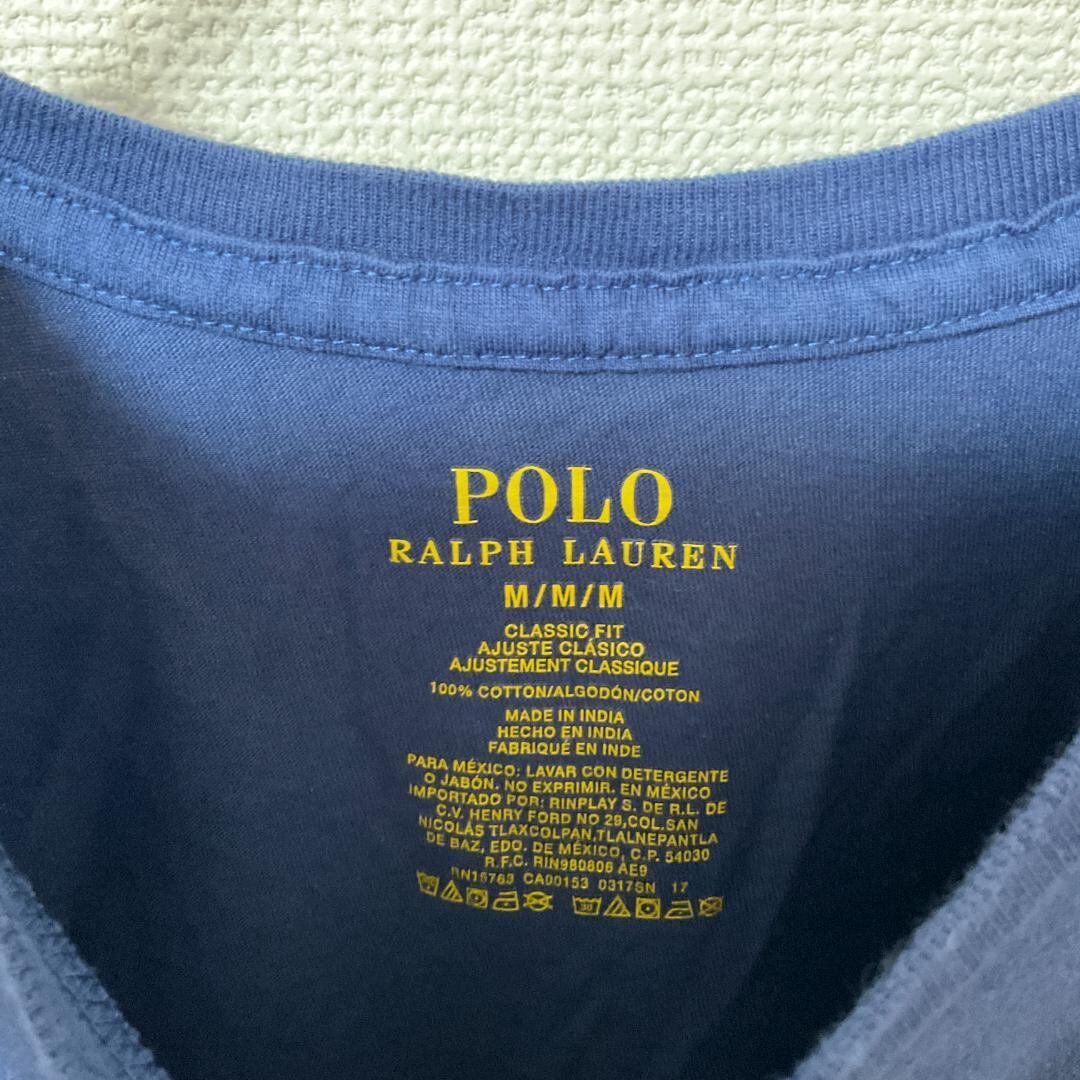 POLO
RALPH LAUREN
M/M/M
CLASSIC FIT
AJUSTE CLÁSICO
AJUSTEMENT CLASSIQUE
100% COTTON/ALGODÓN/COTON
MADE IN INDIA
HECHO EN INDIA
FABRIQUÉ EN INDE
PARA MÉXICO: LAVAR CON DETERGENTE
O JABÓN. NO EXPRIMIR. EN MÉXICO
IMPORTADO POR: RINPLAY S. DE R.L. DE
C.V. HENRY FORD NO 29,COL.SAN
NICOLÁS TLAXCOLPAN,TLALNEPANTLA
DE BAZ, EDO. DE MÉXICO, C.P. 54030
R.F.C. RIN980806 AE9
RN15763 CA00153 0317SN 17
30